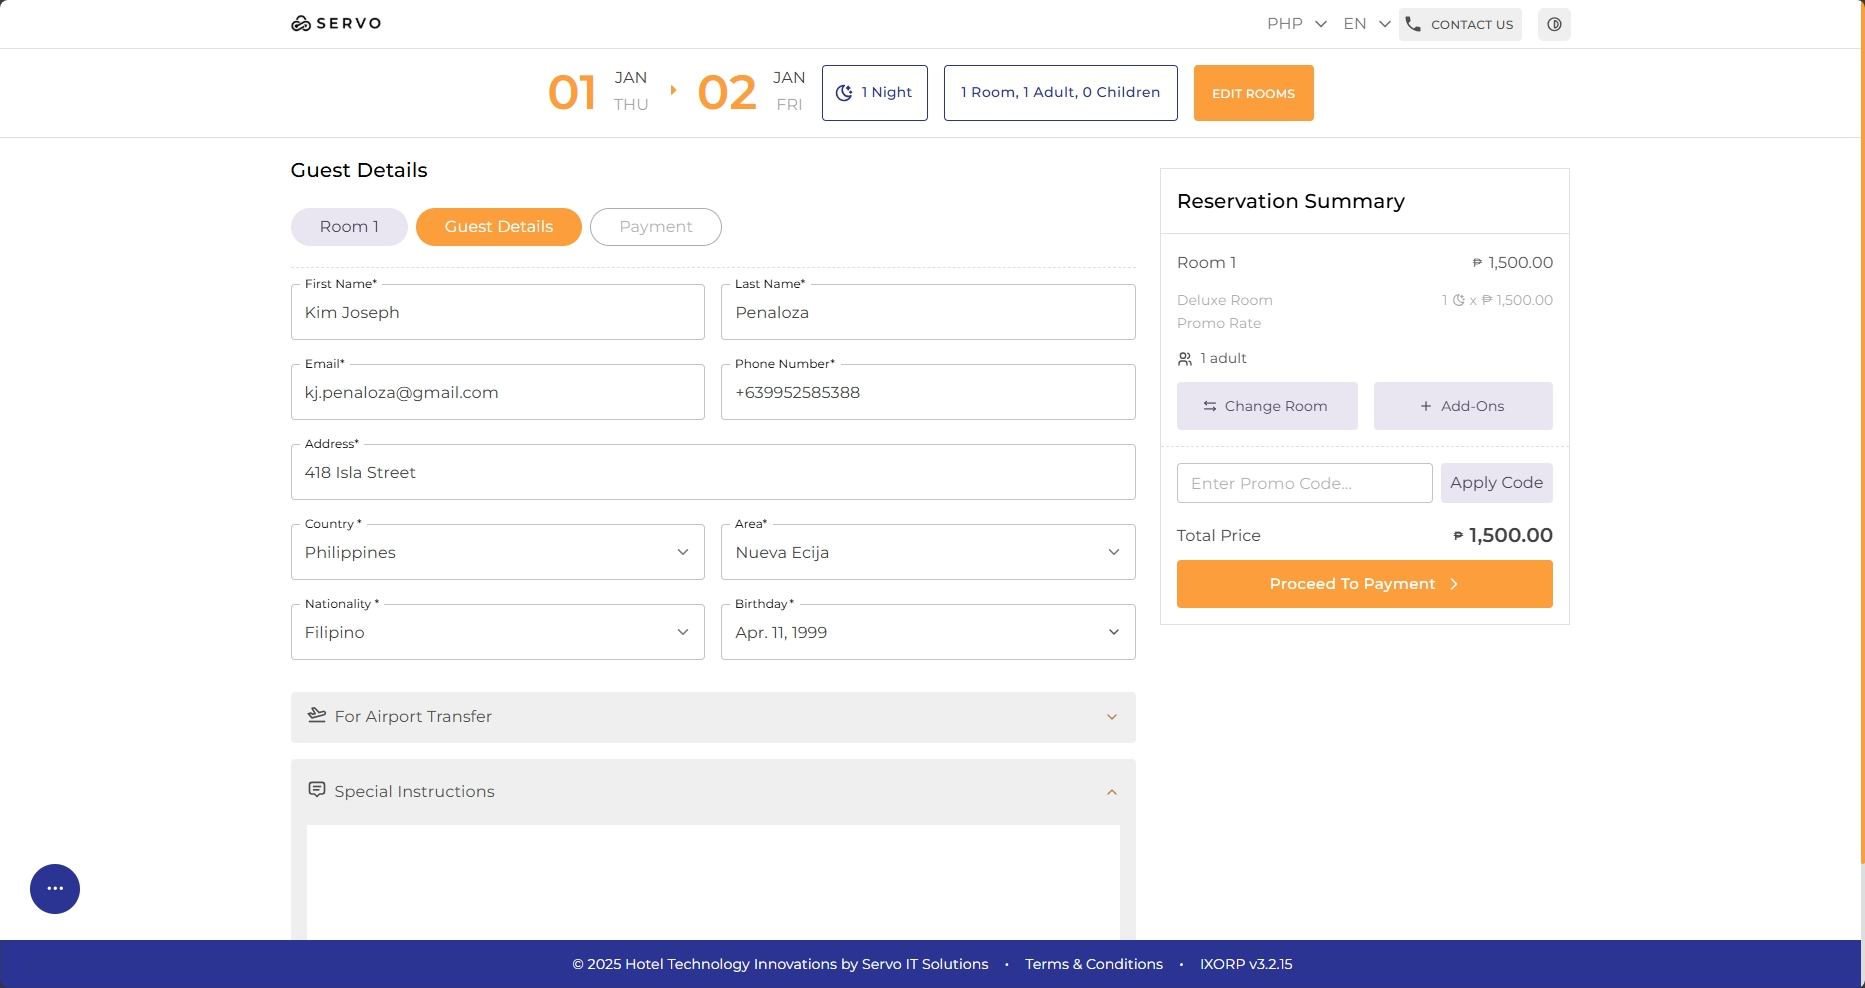 SERVO
PHP EN CONTACT US
01 JAN THU 02 JAN FRI 1 Night 1 Room, 1 Adult, 0 Children EDIT ROOMS
Guest Details
Room 1 Guest Details Payment
First Name*
Kim Joseph
Last Name*
Penaloza
Email*
kj.penaloza@gmail.com
Phone Number*
+639952585388
Address*
418 Isla Street
Country *
Philippines
Area*
Nueva Ecija
Nationality *
Filipino
Birthday*
Apr. 11, 1999
For Airport Transfer
Special Instructions
Reservation Summary
Room 1 ₱ 1,500.00
Deluxe Room 1 x ₱ 1,500.00
Promo Rate
1 adult
Change Room + Add-Ons
Enter Promo Code... Apply Code
Total Price ₱ 1,500.00
Proceed To Payment
© 2025 Hotel Technology Innovations by Servo IT Solutions • Terms & Conditions • IXORP v3.2.15